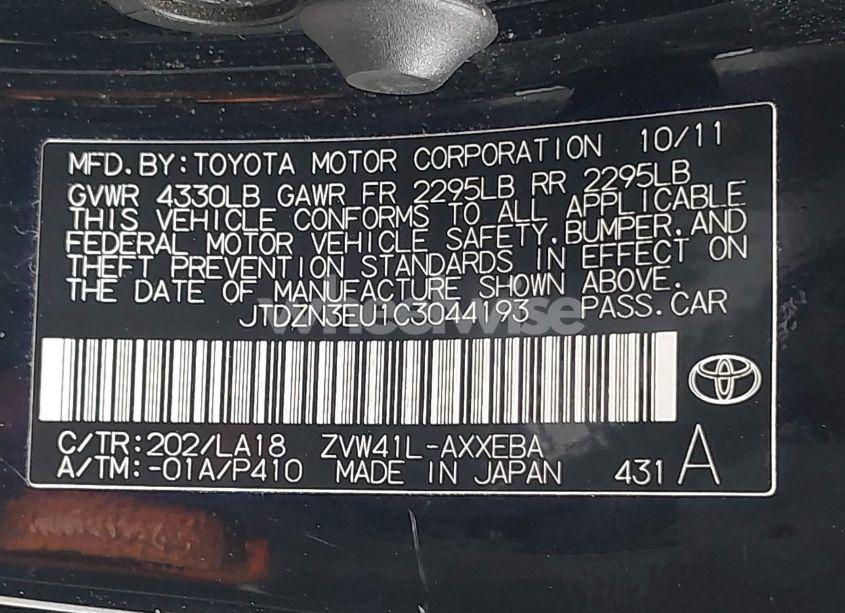 MFD.BY:TOYOTA MOTOR CORPORATION 10/11
GVWR 4330LB GAWR FR 2295LB RR 2295LB
THIS VEHICLE CONFORMS TO ALL APPLICABLE
FEDERAL MOTOR VEHICLE SAFETY,BUMPER,AND
THEFT PREVENTION STANDARDS IN EFFECT ON
THE DATE OF MANUFACTURE SHOWN ABOVE.
JTDZN3EU1C3044193 PASS.CAR
wheelwise
C/TR:202/LA18 ZVW41L-AXXEBA
A/TM:-01A/P410 MADE IN JAPAN 431 A